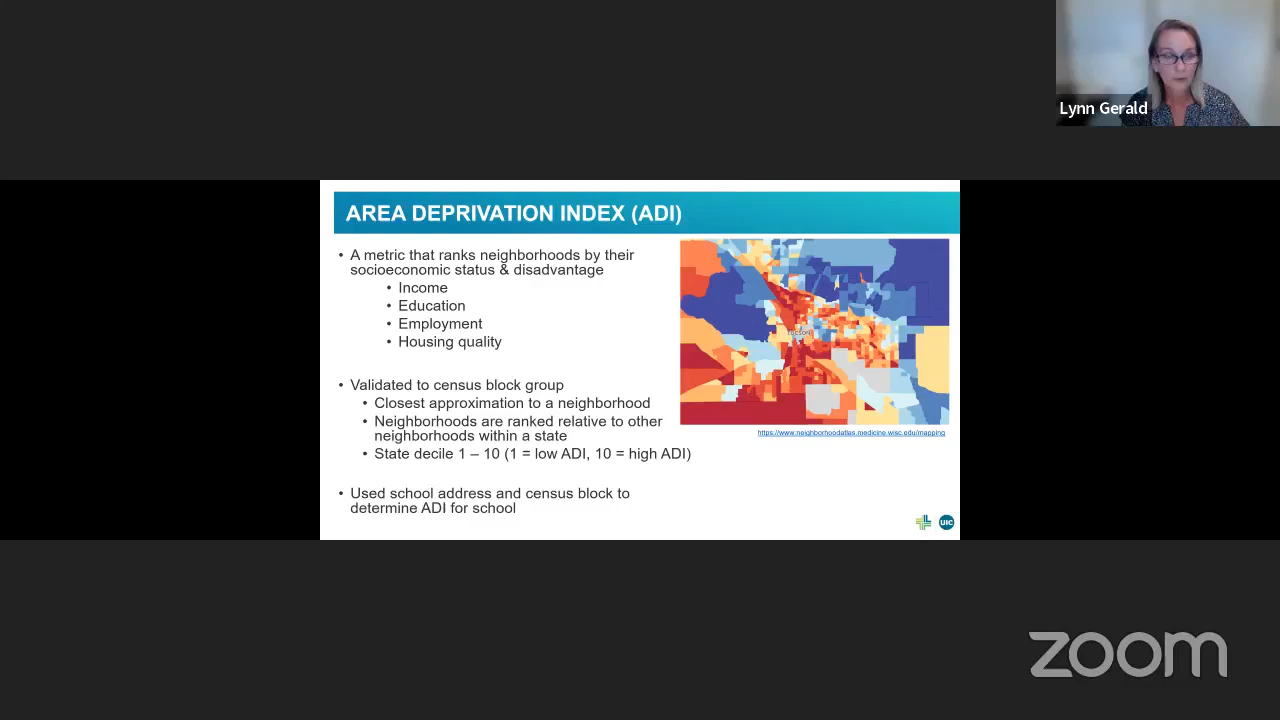 Lynn Gerald
AREA DEPRIVATION INDEX (ADI)
• A metric that ranks neighborhoods by their
socioeconomic status & disadvantage
• Income
• Education
• Employment
• Housing quality
• Validated to census block group
• Closest approximation to a neighborhood
• Neighborhoods are ranked relative to other
neighborhoods within a state
• State decile 1 – 10 (1 = low ADI, 10 = high ADI)
• Used school address and census block to
determine ADI for school
TUCSON
https://www.neighborhoodatlas.medicine.wisc.edu/mapping
UIC
zoom